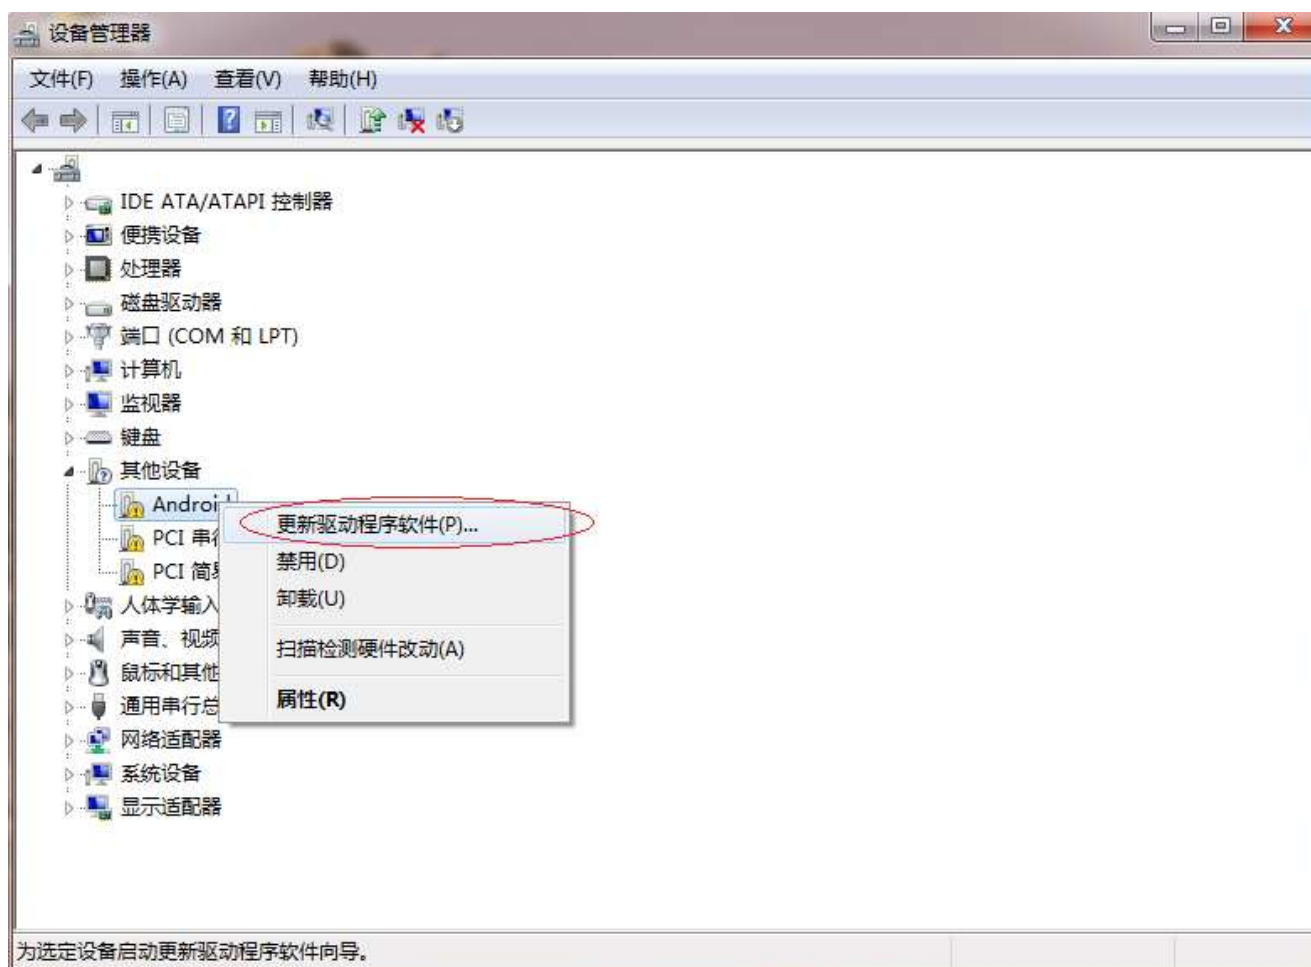 设备管理器
文件(F) 操作(A) 查看(V) 帮助(H)
IDE ATA/ATAPI 控制器
便携设备
处理器
磁盘驱动器
端口 (COM 和 LPT)
计算机
监视器
键盘
其他设备
Android
更新驱动程序软件(P)...
PCI 串行
禁用(D)
PCI 简易
卸载(U)
人体学输入
声音、视频
扫描检测硬件改动(A)
鼠标和其他
属性(R)
通用串行总
网络适配器
系统设备
显示适配器
为选定设备启动更新驱动程序软件向导。